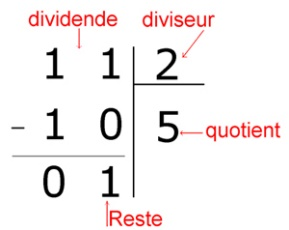 dividende diviseur
1 1 2
- 1 0 5 quotient
0 1
Reste